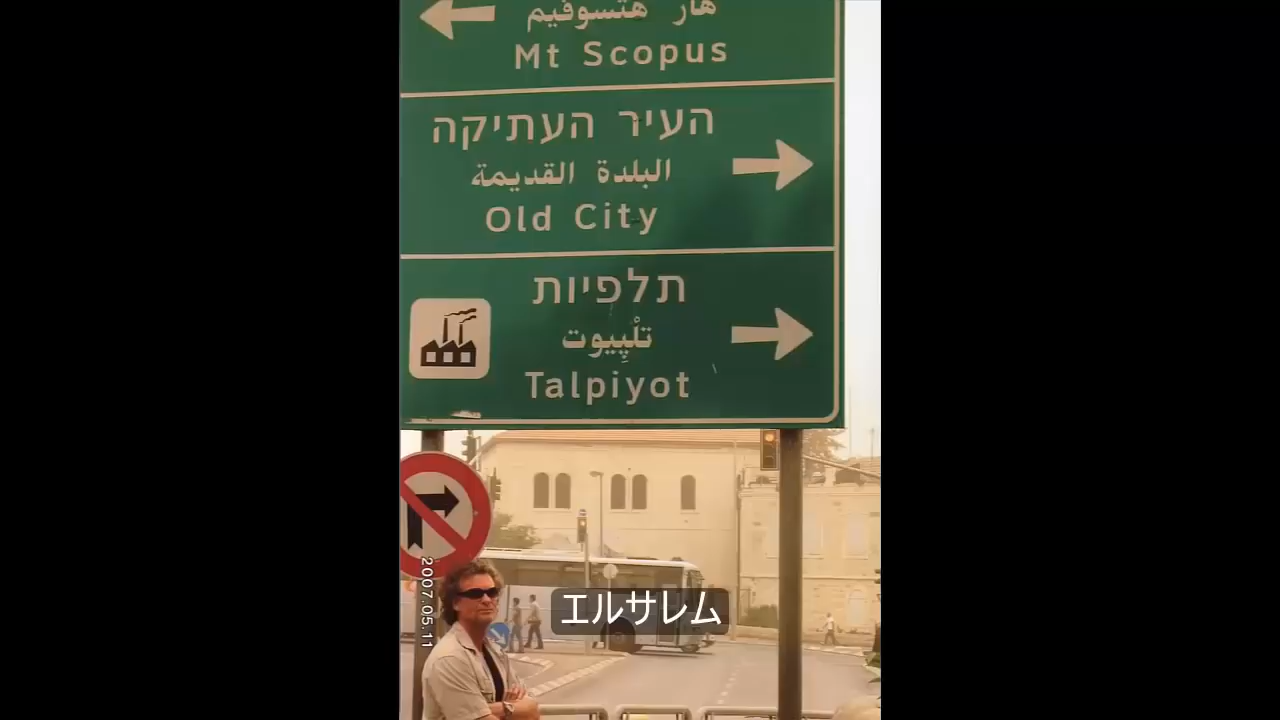 هار هتسوفيم
Mt Scopus
העיר העתיקה
البلدة القديمة
Old City
תלפיות
تلْپِيوت
Talpiyot
2007.05.11
エルサレム